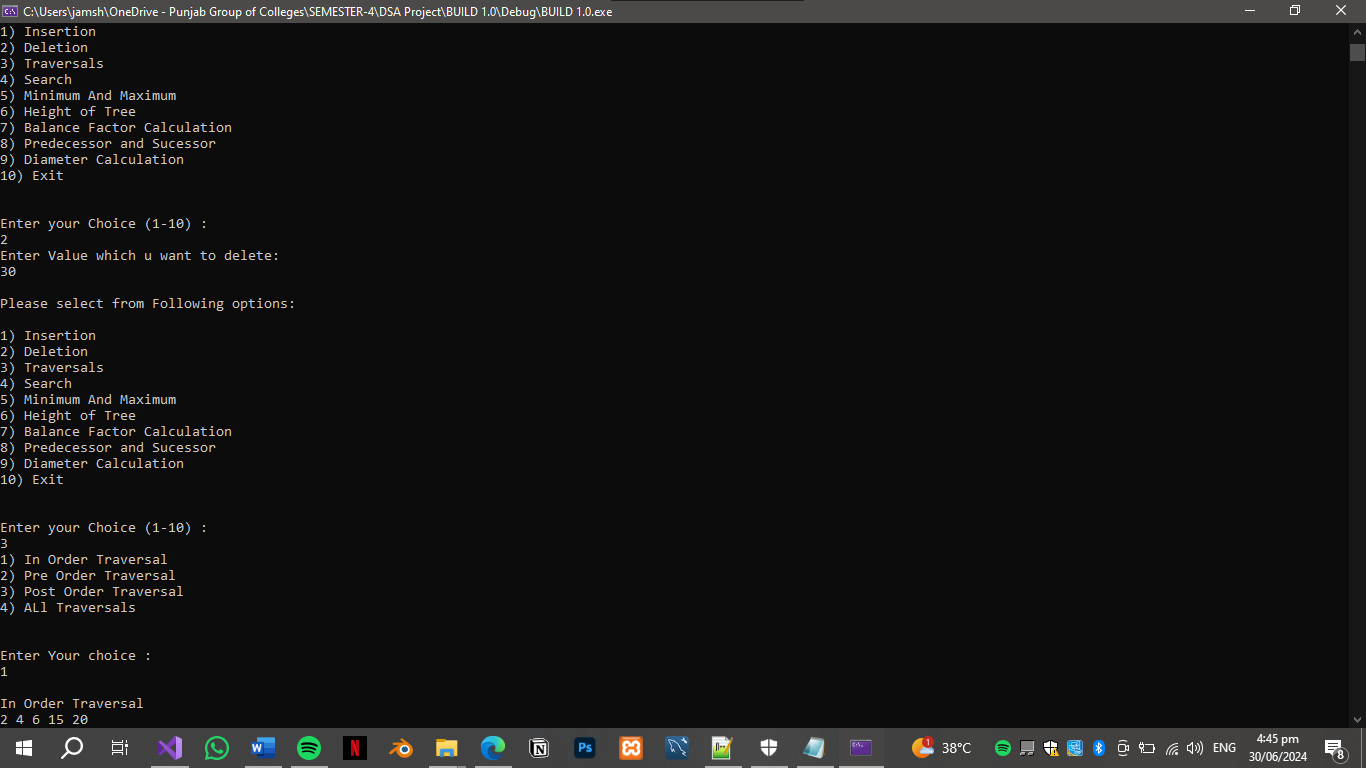 C:\Users\jamsh\OneDrive - Punjab Group of Colleges\SEMESTER-4\DSA Project\BUILD 1.0\Debug\BUILD 1.0.exe
1) Insertion
2) Deletion
3) Traversals
4) Search
5) Minimum And Maximum
6) Height of Tree
7) Balance Factor Calculation
8) Predecessor and Sucessor
9) Diameter Calculation
10) Exit
Enter your Choice (1-10) :
2
Enter Value which u want to delete:
30
Please select from Following options:
1) Insertion
2) Deletion
3) Traversals
4) Search
5) Minimum And Maximum
6) Height of Tree
7) Balance Factor Calculation
8) Predecessor and Sucessor
9) Diameter Calculation
10) Exit
Enter your Choice (1-10) :
3
1) In Order Traversal
2) Pre Order Traversal
3) Post Order Traversal
4) ALl Traversals
Enter Your choice :
1
In Order Traversal
2 4 6 15 20
W N N Ps 1 38°C ENG 4:45 pm
30/06/2024 8